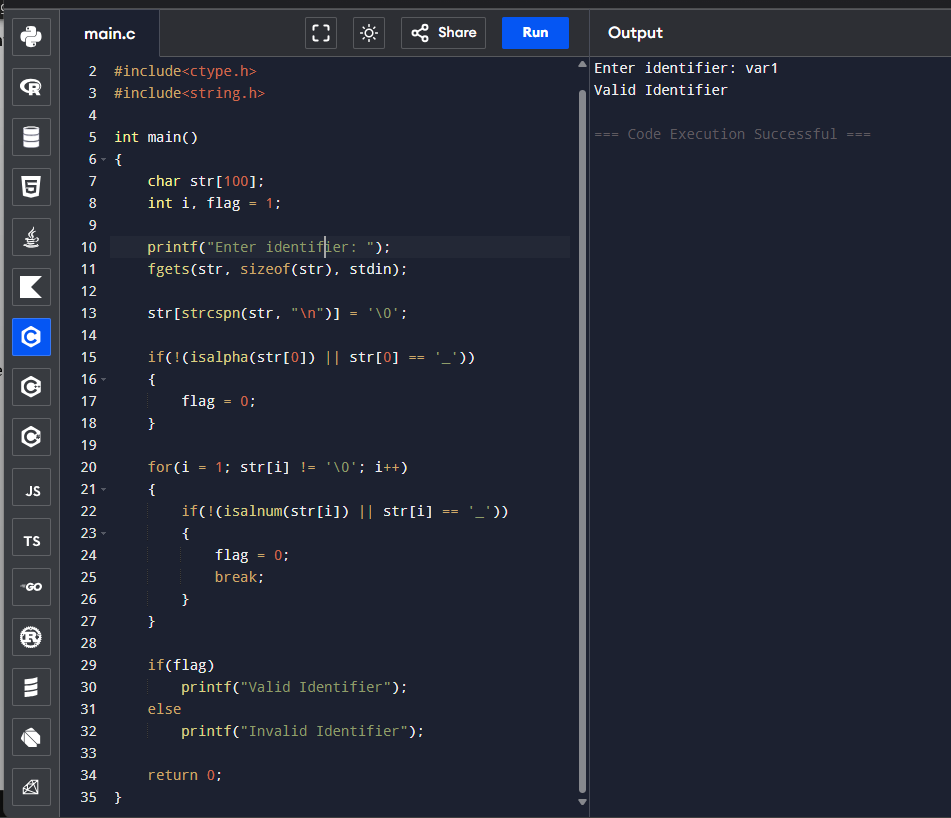 main.c
Share
Run
Output
2 #include<ctype.h>
3 #include<string.h>
4
5 int main()
6 {
7     char str[100];
8     int i, flag = 1;
9
10     printf("Enter identifier: ");
11     fgets(str, sizeof(str), stdin);
12
13     str[strcspn(str, "\n")] = '\0';
14
15     if(!(isalpha(str[0]) || str[0] == '_'))
16     {
17         flag = 0;
18     }
19
20     for(i = 1; str[i] != '\0'; i++)
21     {
22         if(!(isalnum(str[i]) || str[i] == '_'))
23         {
24             flag = 0;
25             break;
26         }
27     }
28
29     if(flag)
30         printf("Valid Identifier");
31     else
32         printf("Invalid Identifier");
33
34     return 0;
35 }
Enter identifier: var1
Valid Identifier
=== Code Execution Successful ===
R
5
C
C
C
JS
TS
GO
R